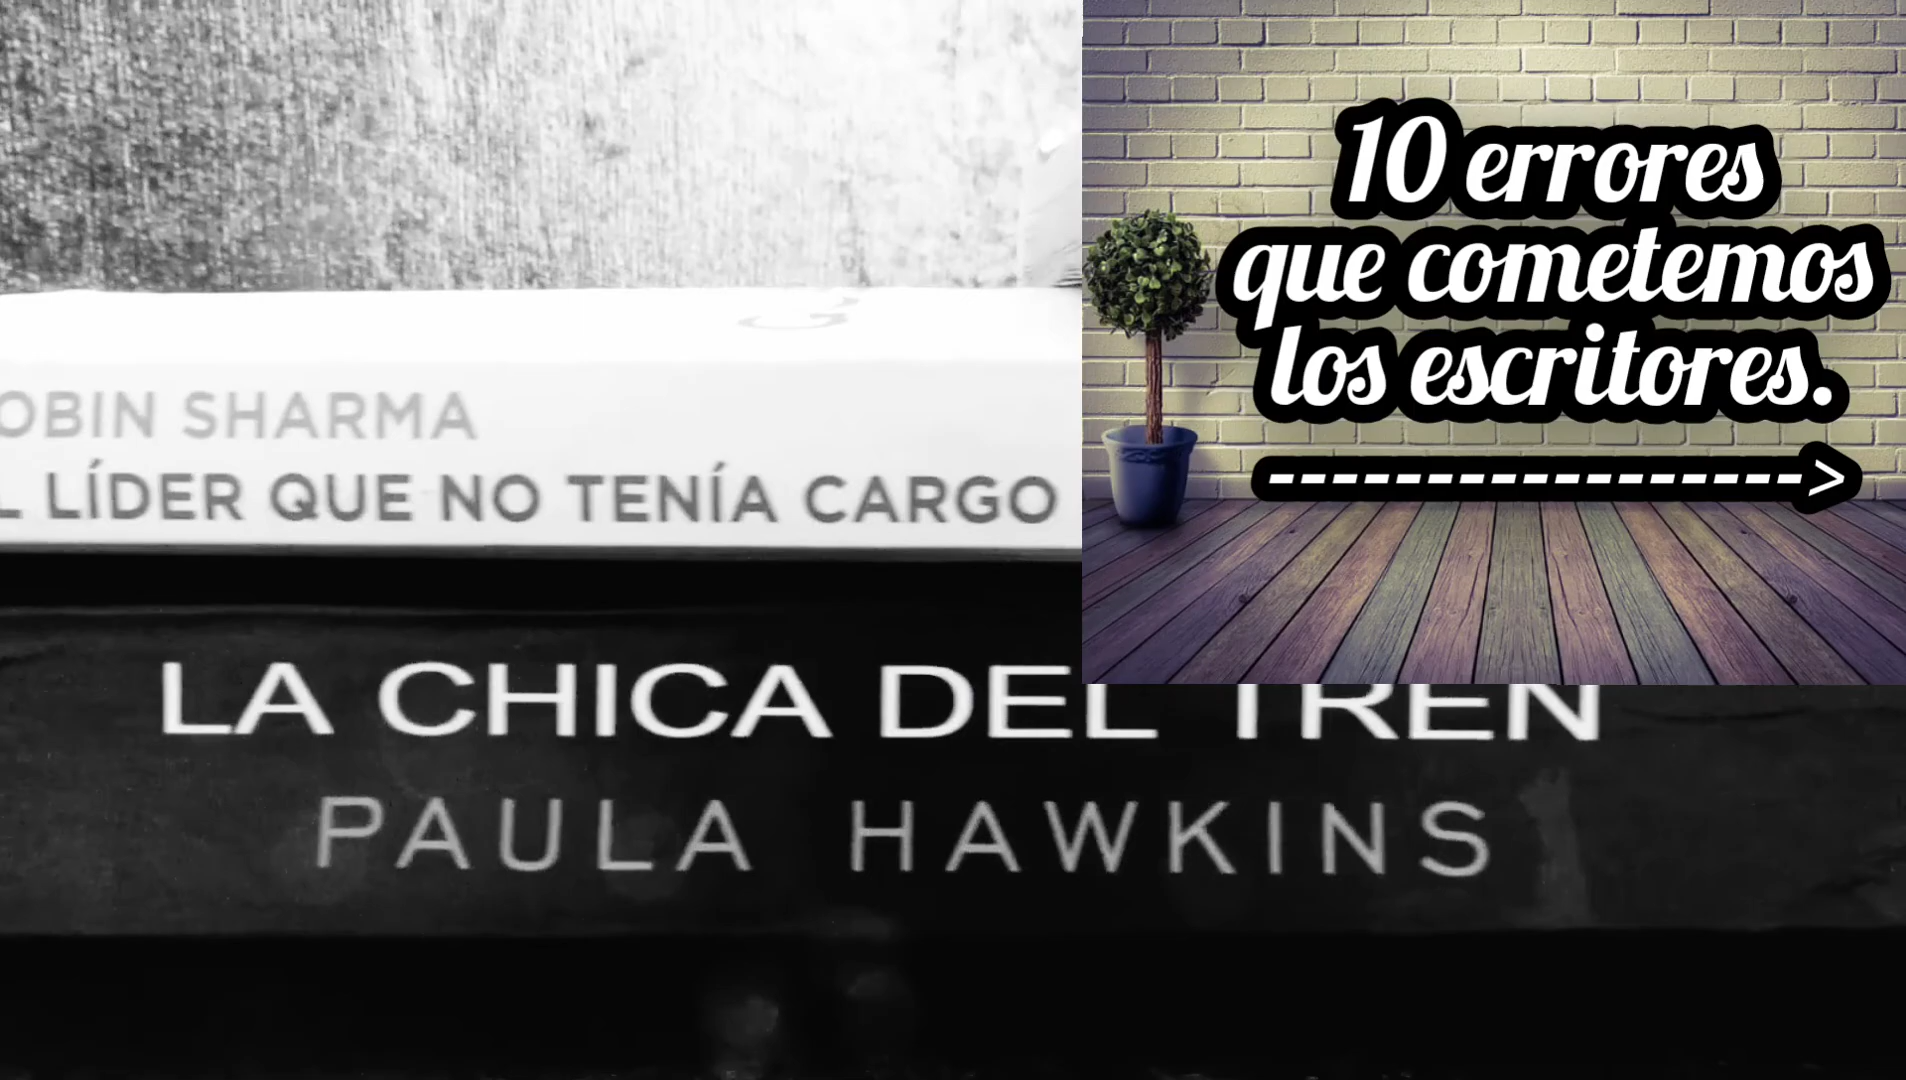 OBIN SHARMA
L LÍDER QUE NO TENÍA CARGO
LA CHICA DEL TREN
PAULA HAWKINS
10 errores
que cometemos
los escritores.
----------------->